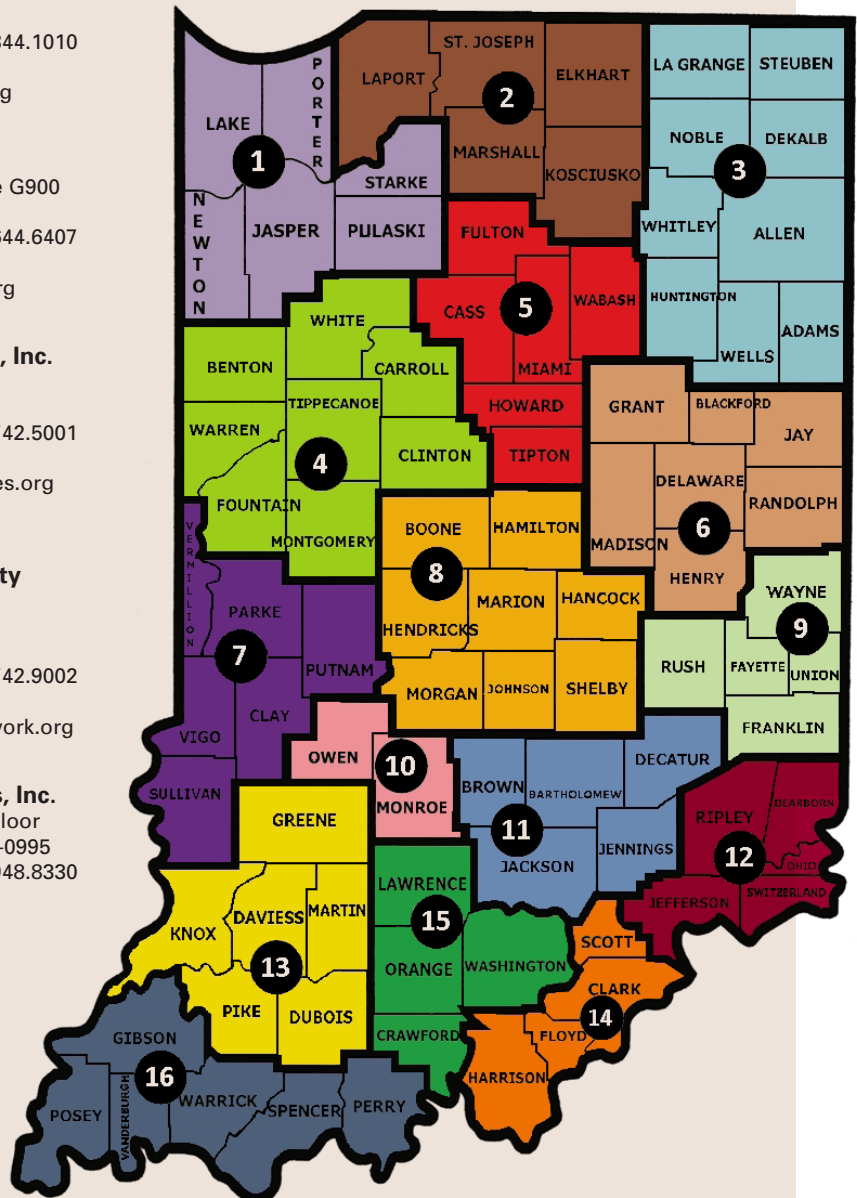 344.1010
g
e G900
644.6407
rg
, Inc.
742.5001
es.org
ty
742.9002
work.org
s, Inc.
loor
-0995
948.8330
LAPORT
ST. JOSEPH
ELKHART
LA GRANGE
STEUBEN
PORTER
LAKE
2
NOBLE
DEKALB
MARSHALL
1
3
KOSCIUSKO
STARKE
NEWTON
JASPER
PULASKI
FULTON
WHITLEY
ALLEN
HUNTINGTON
WABASH
CASS
5
WHITE
ADAMS
WELLS
BENTON
CARROLL
MIAMI
TIPPECANOE
HOWARD
GRANT
BLACKFORD
WARREN
JAY
CLINTON
TIPTON
4
DELAWARE
FOUNTAIN
RANDOLPH
VERMILLION
BOONE
HAMILTON
6
MONTGOMERY
MADISON
8
HENRY
WAYNE
PARKE
MARION
HANCOCK
HENDRICKS
9
7
PUTNAM
RUSH
FAYETTE
UNION
MORGAN
JOHNSON
SHELBY
CLAY
FRANKLIN
VIGO
OWEN
10
DECATUR
SULLIVAN
BROWN
BARTHOLOMEW
MONROE
DEARBORN
GREENE
RIPLEY
11
JENNINGS
12
JACKSON
OHIO
LAWRENCE
SWITZERLAND
JEFFERSON
MARTIN
DAVIESS
15
KNOX
SCOTT
13
ORANGE
WASHINGTON
CLARK
PIKE
DUBOIS
14
CRAWFORD
FLOYD
GIBSON
HARRISON
16
WARRICK
SPENCER
PERRY
POSEY
VANDERBURGH